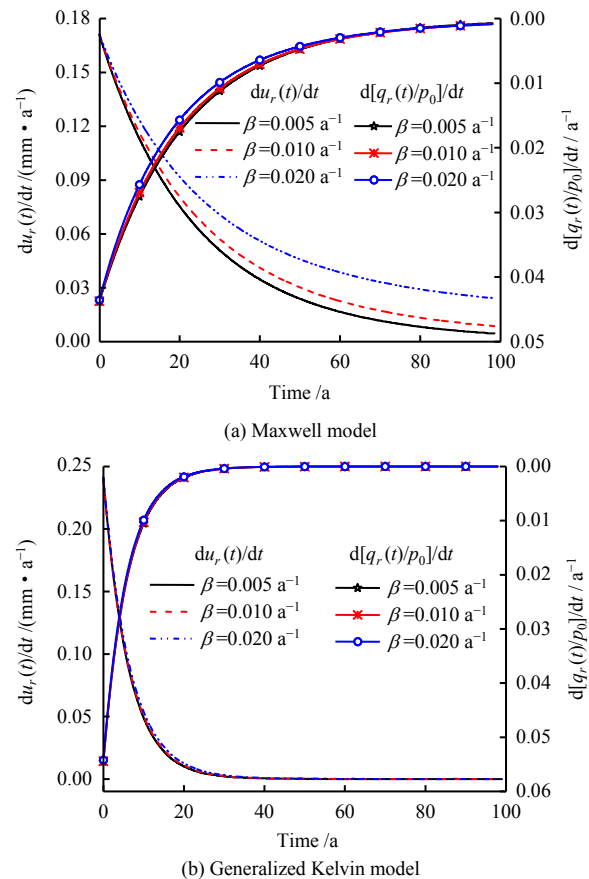 0.18
0.15
0.12
0.09
0.06
0.03
0.00
du_r(t)/dt /(mm • a⁻¹)
du_r(t)/dt
β=0.005 a⁻¹
β=0.010 a⁻¹
β=0.020 a⁻¹
d[q_r(t)/p₀]/dt
β=0.005 a⁻¹
β=0.010 a⁻¹
β=0.020 a⁻¹
0.00
0.01
0.02
0.03
0.04
0.05
d[q_r(t)/p₀]/dt / a⁻¹
0 20 40 60 80 100
Time /a
(a) Maxwell model
0.25
0.20
0.15
0.10
0.05
0.00
du_r(t)/dt /(mm • a⁻¹)
du_r(t)/dt
β=0.005 a⁻¹
β=0.010 a⁻¹
β=0.020 a⁻¹
d[q_r(t)/p₀]/dt
β=0.005 a⁻¹
β=0.010 a⁻¹
β=0.020 a⁻¹
0.00
0.01
0.02
0.03
0.04
0.05
0.06
d[q_r(t)/p₀]/dt / a⁻¹
0 20 40 60 80 100
Time /a
(b) Generalized Kelvin model